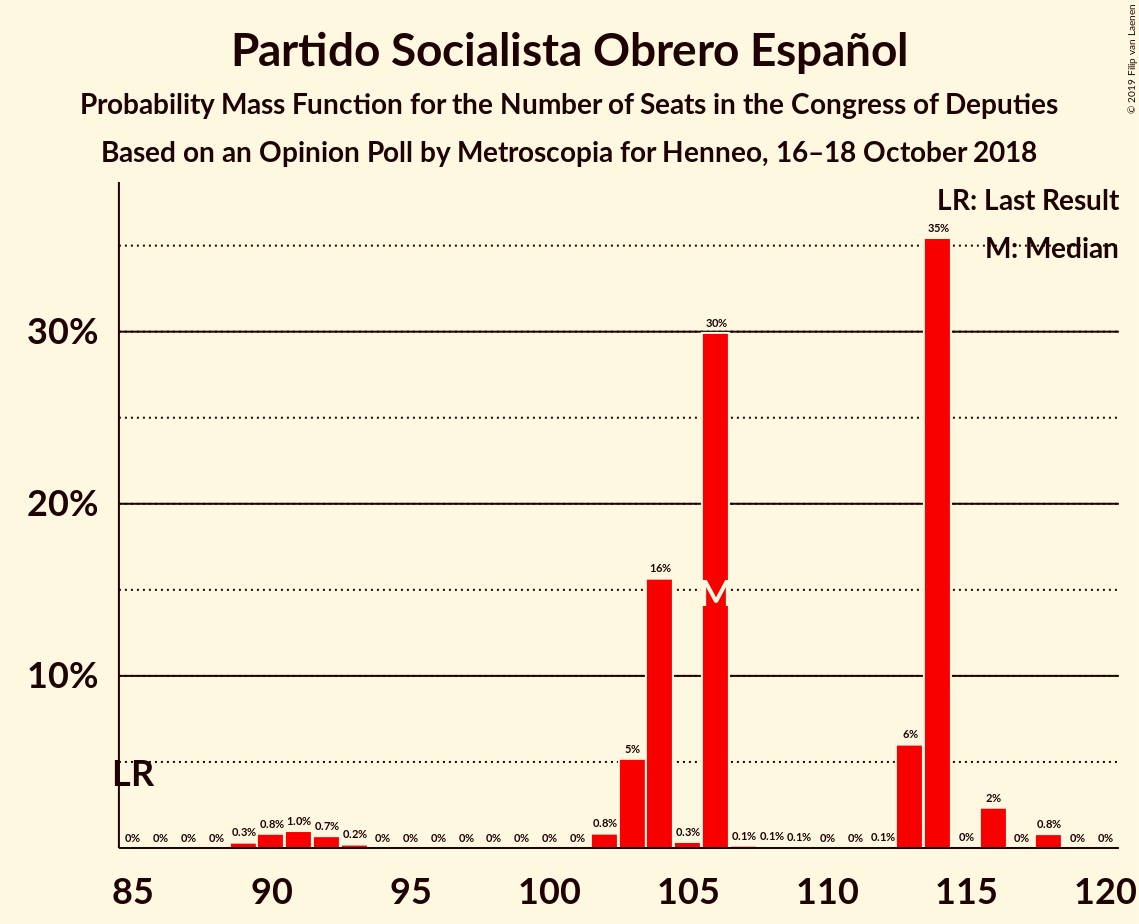 Partido Socialista Obrero Español
Probability Mass Function for the Number of Seats in the Congress of Deputies
Based on an Opinion Poll by Metroscopia for Henneo, 16–18 October 2018
© 2019 Filip van Laenen
LR: Last Result
M: Median
30%
20%
10%
LR
M
0% 0% 0% 0% 0.3% 0.8% 1.0% 0.7% 0.2% 0% 0% 0% 0% 0% 0% 0% 0% 0.8% 5% 16% 0.3% 30% 0.1% 0.1% 0.1% 0% 0% 0.1% 6% 35% 0% 2% 0% 0.8% 0% 0%
85 90 95 100 105 110 115 120